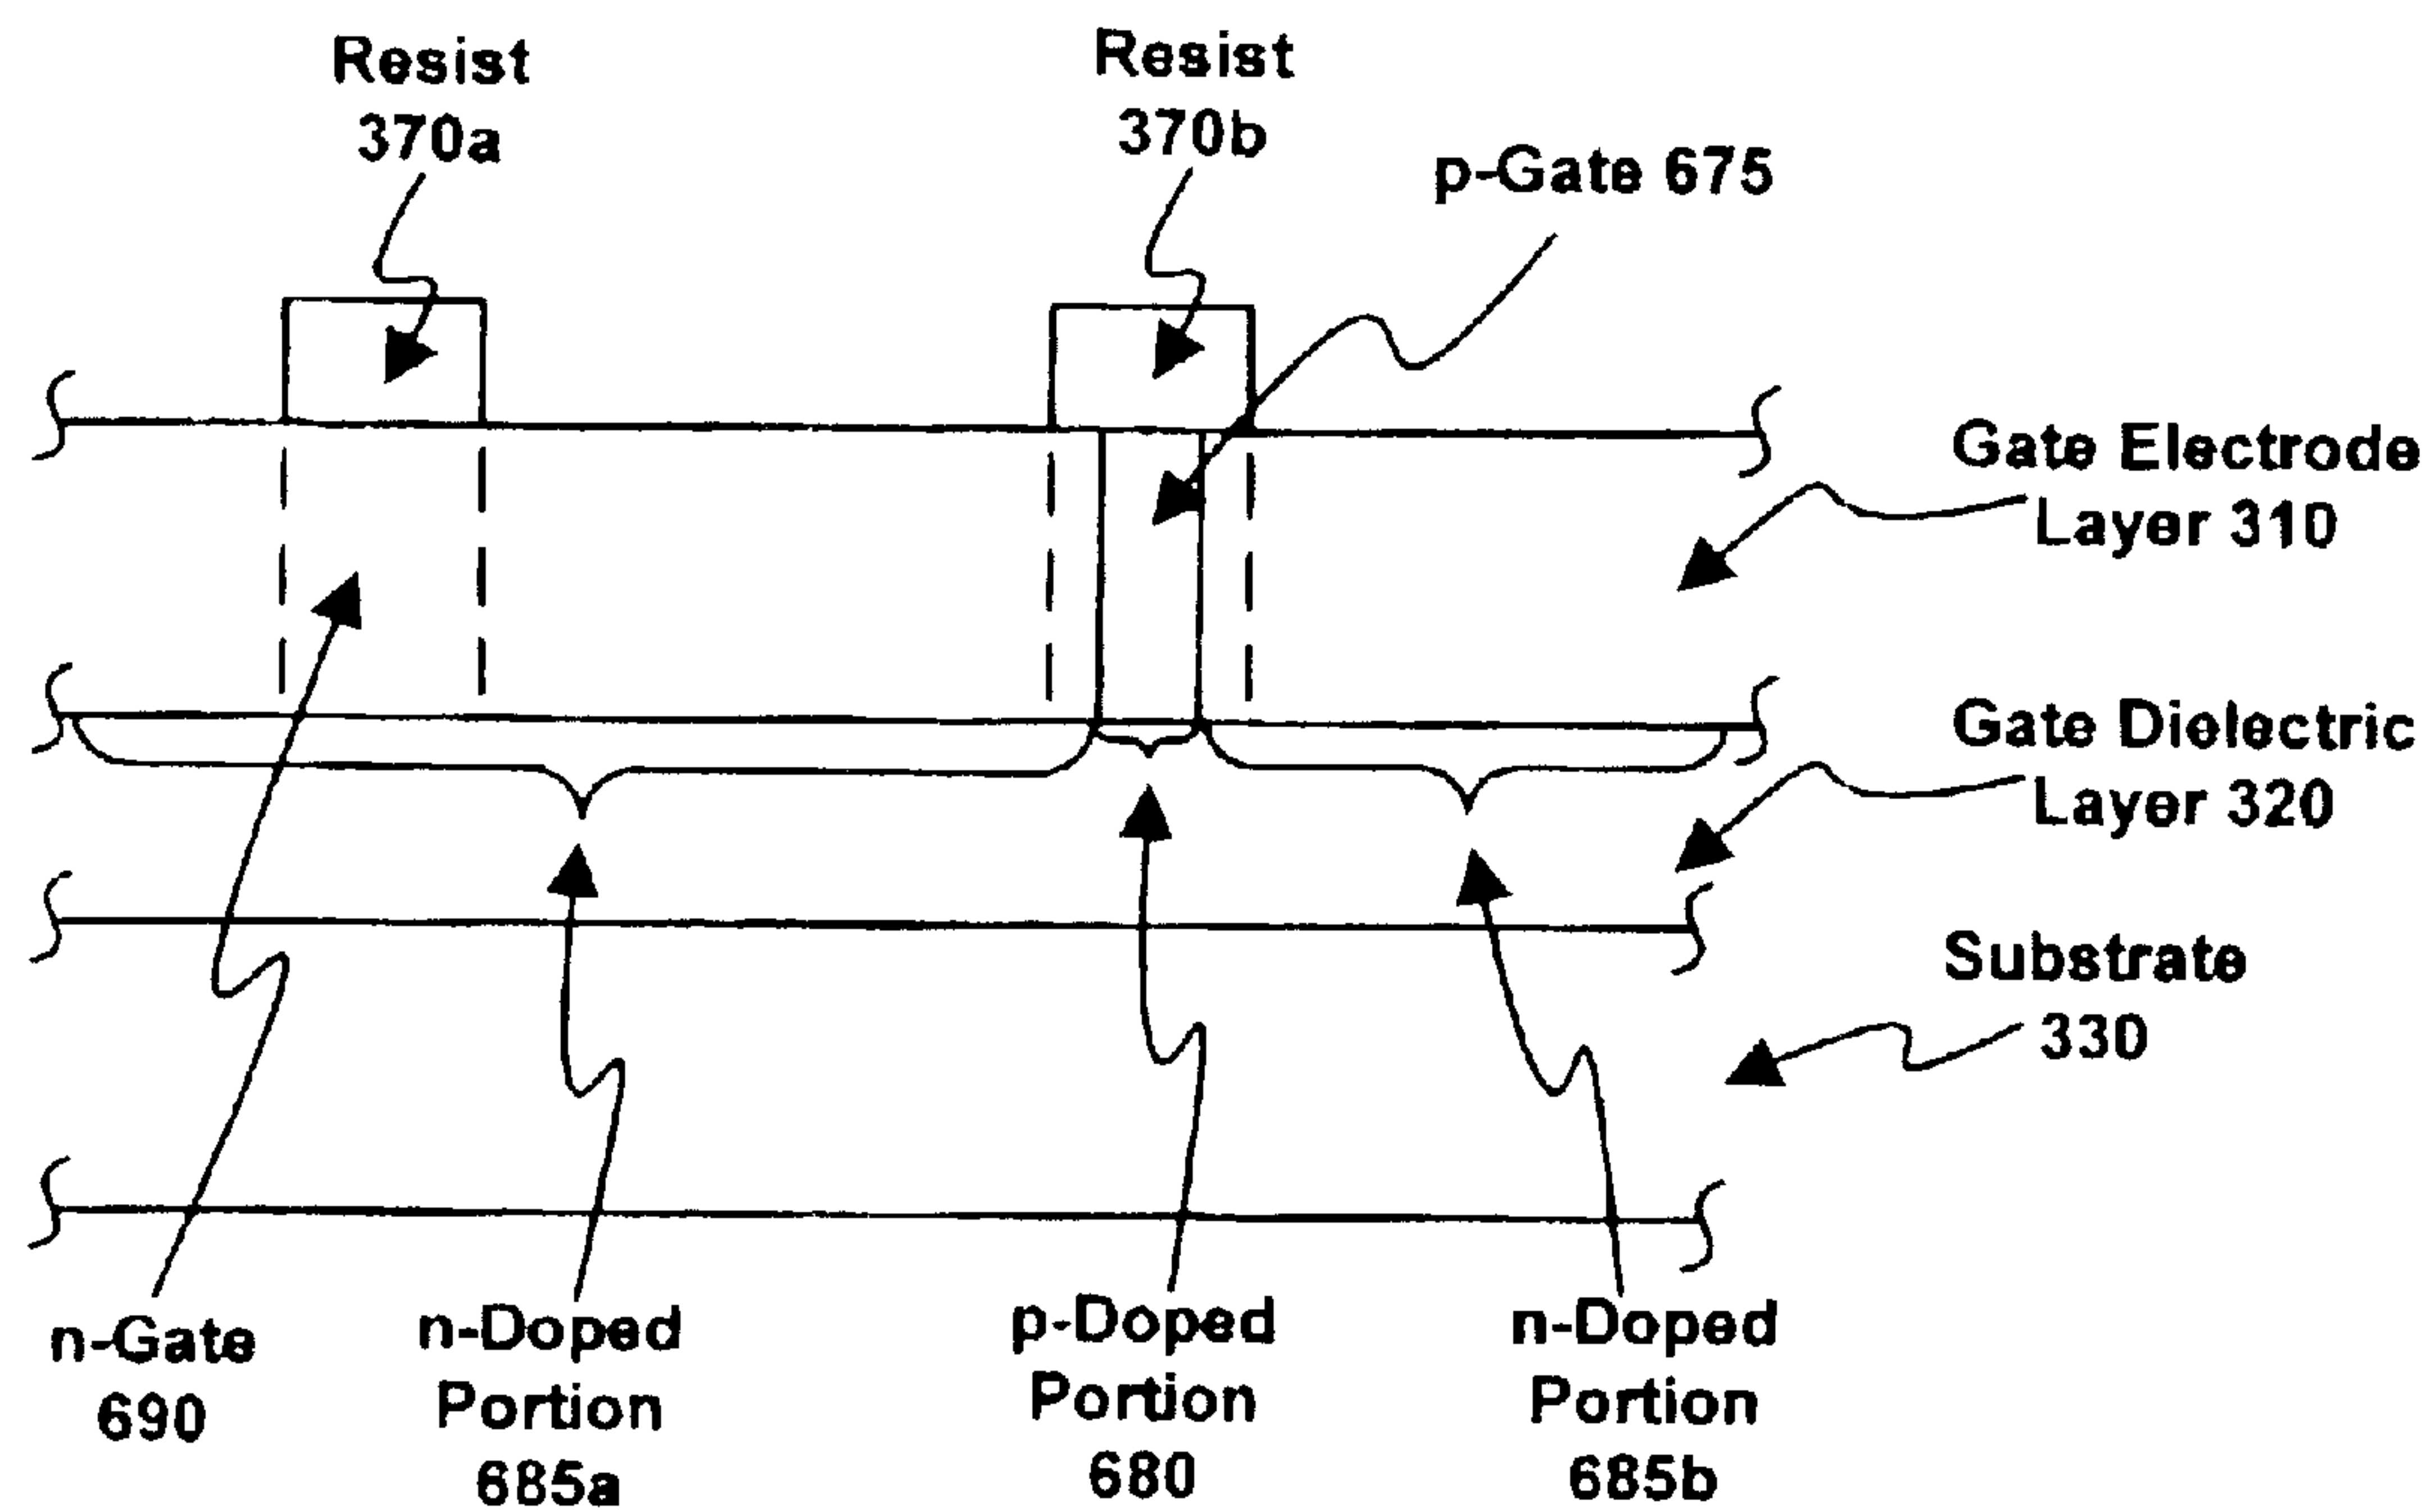 Resist
370a
Resist
370b
p-Gate 675
Gate Electrode
Layer 310
Gate Dielectric
Layer 320
Substrate
330
n-Gate
690
n-Doped
Portion
685a
p-Doped
Portion
680
n-Doped
Portion
685b